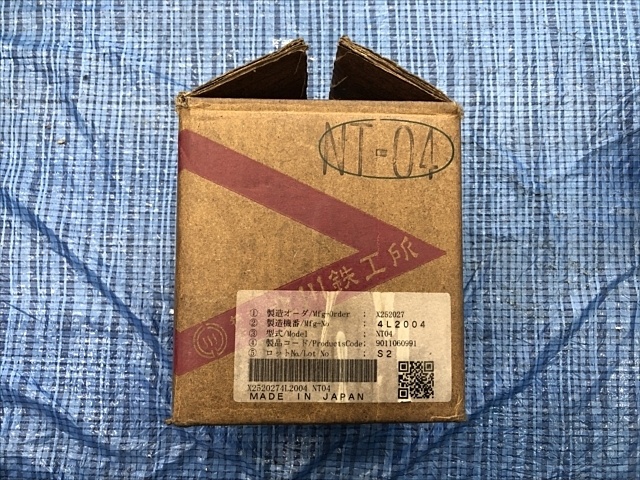 NT-04
川鉄工所
① 製造オーダ/Mfg-Order : X252027
② 製造機番/Mfg-No : 4L2004
③ 型式/Model : NT04
④ 製品コード/ProductsCode: 9011060991
⑤ ロットNo/Lot No : S2
X2520274L2004 NT04
MADE IN JAPAN